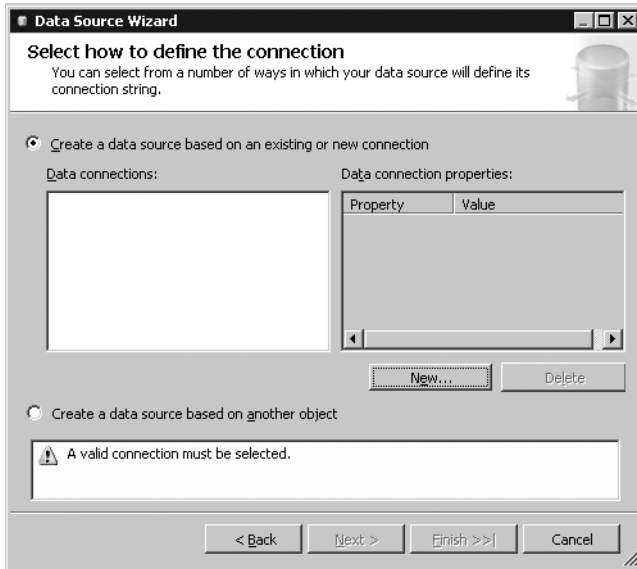 Data Source Wizard
Select how to define the connection
You can select from a number of ways in which your data source will define its
connection string.
Create a data source based on an existing or new connection
Data connections:
Data connection properties:
Property Value
New...
Delete
Create a data source based on another object
A valid connection must be selected.
< Back
Next >
Finish >>|
Cancel